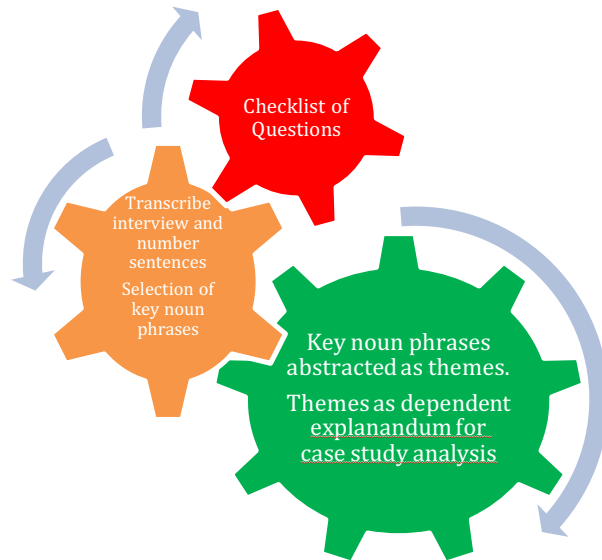 Checklist of
Questions
Transcribe
interview and
number
sentences
Selection of
key noun
phrases
Key noun phrases
abstracted as themes.
Themes as dependent
explanandum for
case study analysis